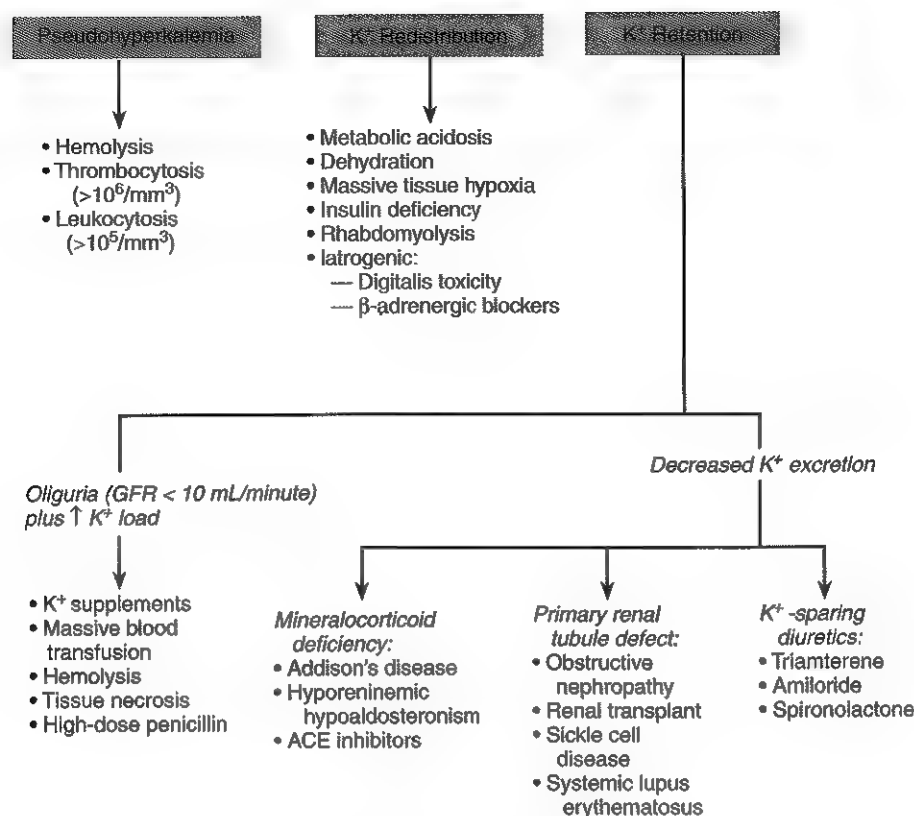 Pseudohyperkalemia
K⁺ Redistribution
K⁺ Retention
• Hemolysis
• Thrombocytosis
(>10⁶/mm³)
• Leukocytosis
(>10⁵/mm³)
• Metabolic acidosis
• Dehydration
• Massive tissue hypoxia
• Insulin deficiency
• Rhabdomyolysis
• Iatrogenic:
— Digitalis toxicity
— β-adrenergic blockers
Oliguria (GFR < 10 mL/minute)
plus ↑ K⁺ load
• K⁺ supplements
• Massive blood
transfusion
• Hemolysis
• Tissue necrosis
• High-dose penicillin
Decreased K⁺ excretion
Mineralocorticoid
deficiency:
• Addison's disease
• Hyporeninemic
hypoaldosteronism
• ACE inhibitors
Primary renal
tubule defect:
• Obstructive
nephropathy
• Renal transplant
• Sickle cell
disease
• Systemic lupus
erythematosus
K⁺ -sparing
diuretics:
• Triamterene
• Amiloride
• Spironolactone